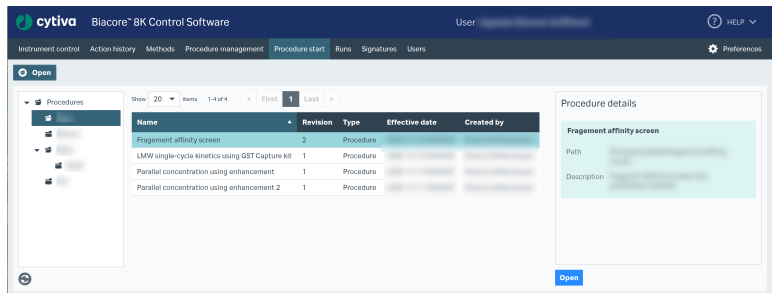 cytiva Biacore™ 8K Control Software User HELP
Instrument control Action history Methods Procedure management Procedure start Runs Signatures Users Preferences
Open
Procedures
Show 20 items 1-4 of 4 < First 1 Last >
Name Revision Type Effective date Created by
Fragement affinity screen 2 Procedure
LMW single-cycle kinetics using GST Capture kit 1 Procedure
Parallel concentration using enhancement 1 Procedure
Parallel concentration using enhancement 2 1 Procedure
Procedure details
Fragement affinity screen
Path
Description
Open